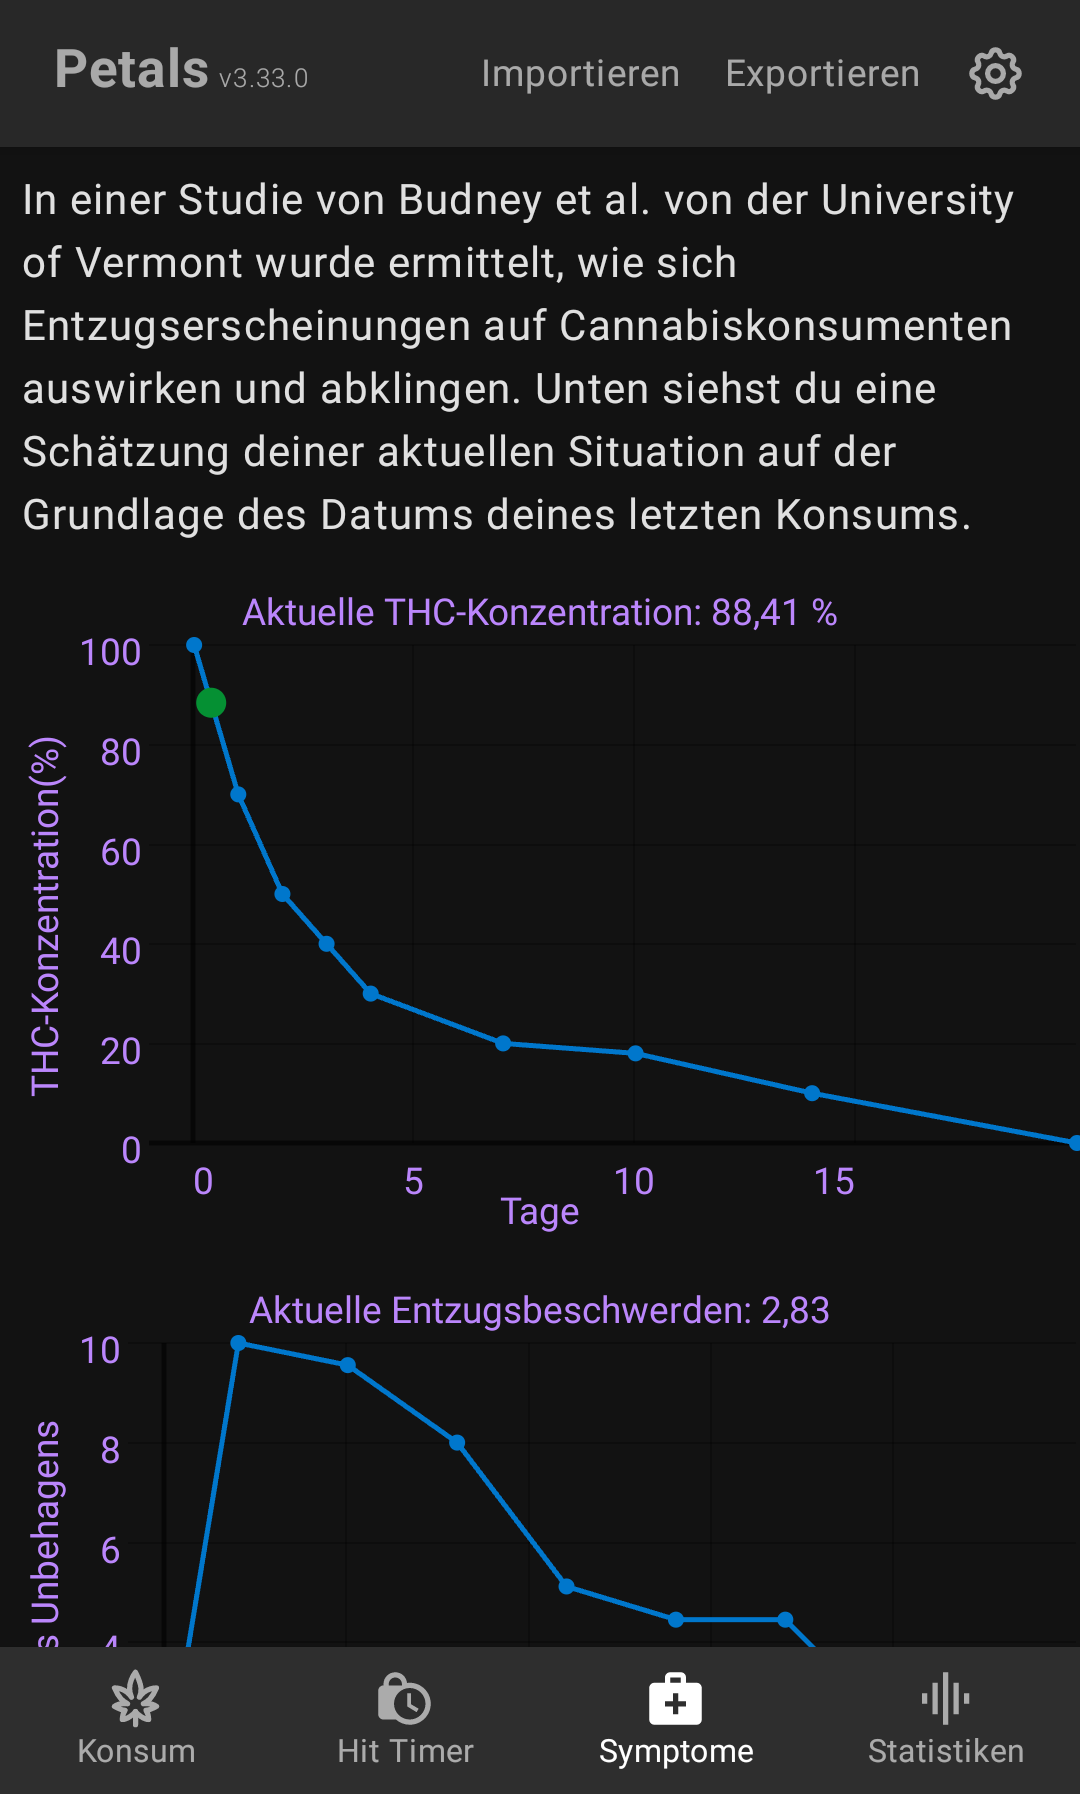 Petals v3.33.0 Importieren Exportieren
In einer Studie von Budney et al. von der University
of Vermont wurde ermittelt, wie sich
Entzugserscheinungen auf Cannabiskonsumenten
auswirken und abklingen. Unten siehst du eine
Schätzung deiner aktuellen Situation auf der
Grundlage des Datums deines letzten Konsums.
Aktuelle THC-Konzentration: 88,41 %
THC-Konzentration(%)
100
80
60
40
20
0
0 5 10 15
Tage
Aktuelle Entzugsbeschwerden: 2,83
s Unbehagens
10
8
6
4
Konsum Hit Timer Symptome Statistiken